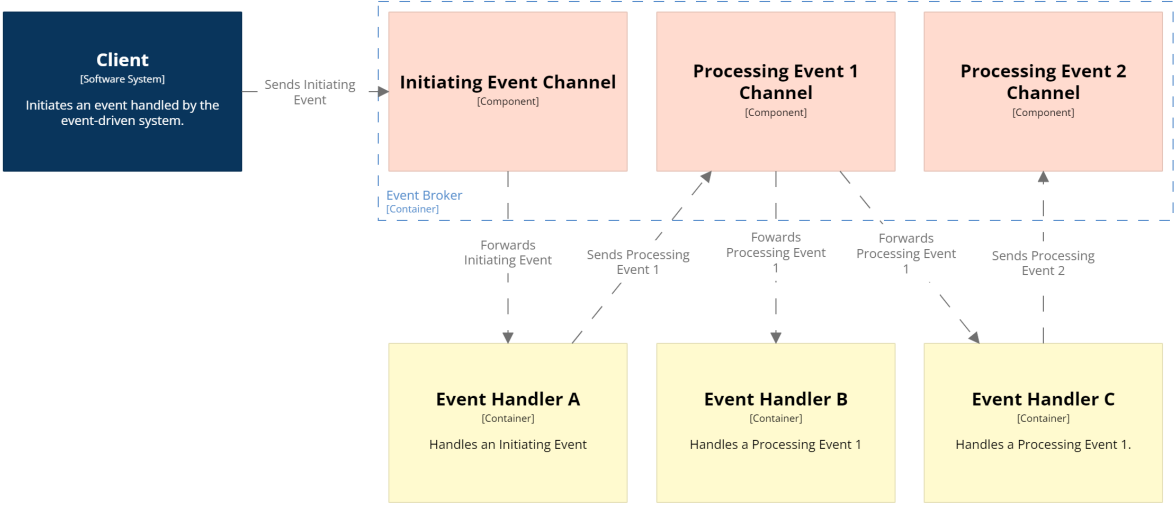 Client
[Software System]
Initiates an event handled by the
event-driven system.
Sends Initiating
Event
Initiating Event Channel
[Component]
Processing Event 1
Channel
[Component]
Processing Event 2
Channel
[Component]
Event Broker
[Container]
Forwards
Initiating Event
Sends Processing
Event 1
Fowards
Processing Event
1
Forwards
Processing Event
1
Sends Processing
Event 2
Event Handler A
[Container]
Handles an Initiating Event
Event Handler B
[Container]
Handles a Processing Event 1
Event Handler C
[Container]
Handles a Processing Event 1.